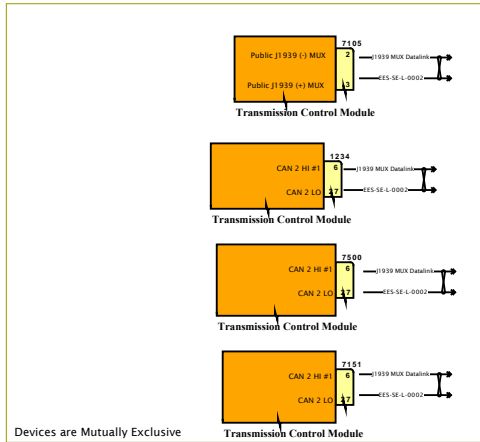 7105
Public J1939 (-) MUX 2 J1939 MUX Datalink
EES-SE-L-0002
Public J1939 (+) MUX 3
Transmission Control Module
1234
CAN 2 HI #1 6 J1939 MUX Datalink
CAN 2 LO 27 EES-SE-L-0002
Transmission Control Module
7500
CAN 2 HI #1 6 J1939 MUX Datalink
CAN 2 LO 27 EES-SE-L-0002
Transmission Control Module
7151
CAN 2 HI #1 6 J1939 MUX Datalink
CAN 2 LO 27 EES-SE-L-0002
Transmission Control Module
Devices are Mutually Exclusive